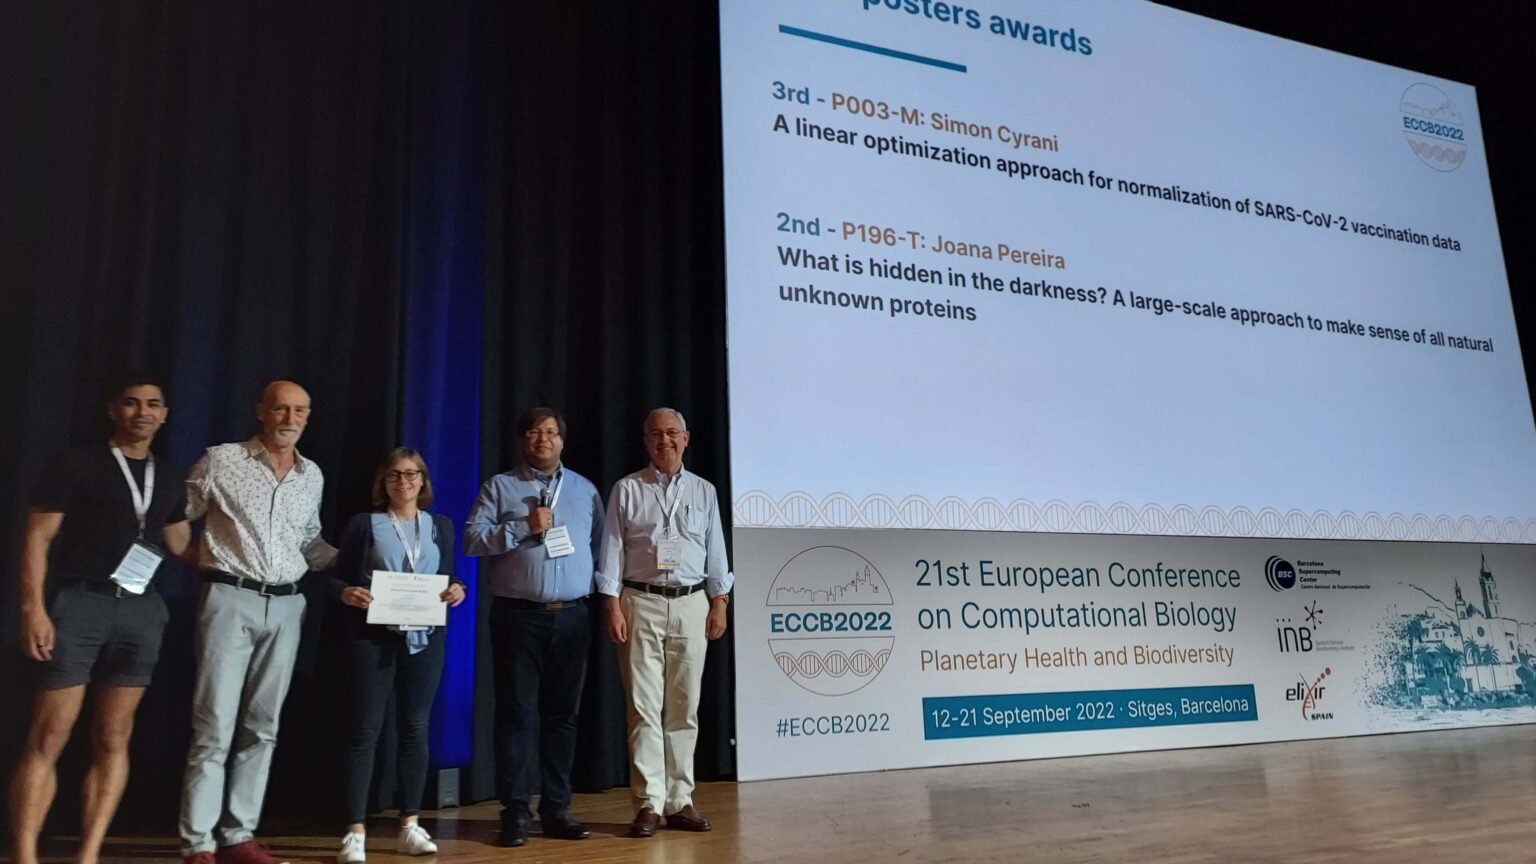 posters awards
3rd - P003-M: Simon Cyrani
A linear optimization approach for normalization of SARS-CoV-2 vaccination data
2nd - P196-T: Joana Pereira
What is hidden in the darkness? A large-scale approach to make sense of all natural
unknown proteins
ECCB2022
ECCB2022
#ECCB2022
21st European Conference
on Computational Biology
Planetary Health and Biodiversity
12-21 September 2022 · Sitges, Barcelona
BSC
Barcelona
Supercomputing
Center
Centro Nacional de Supercomputación
INB
elixir
SPAIN